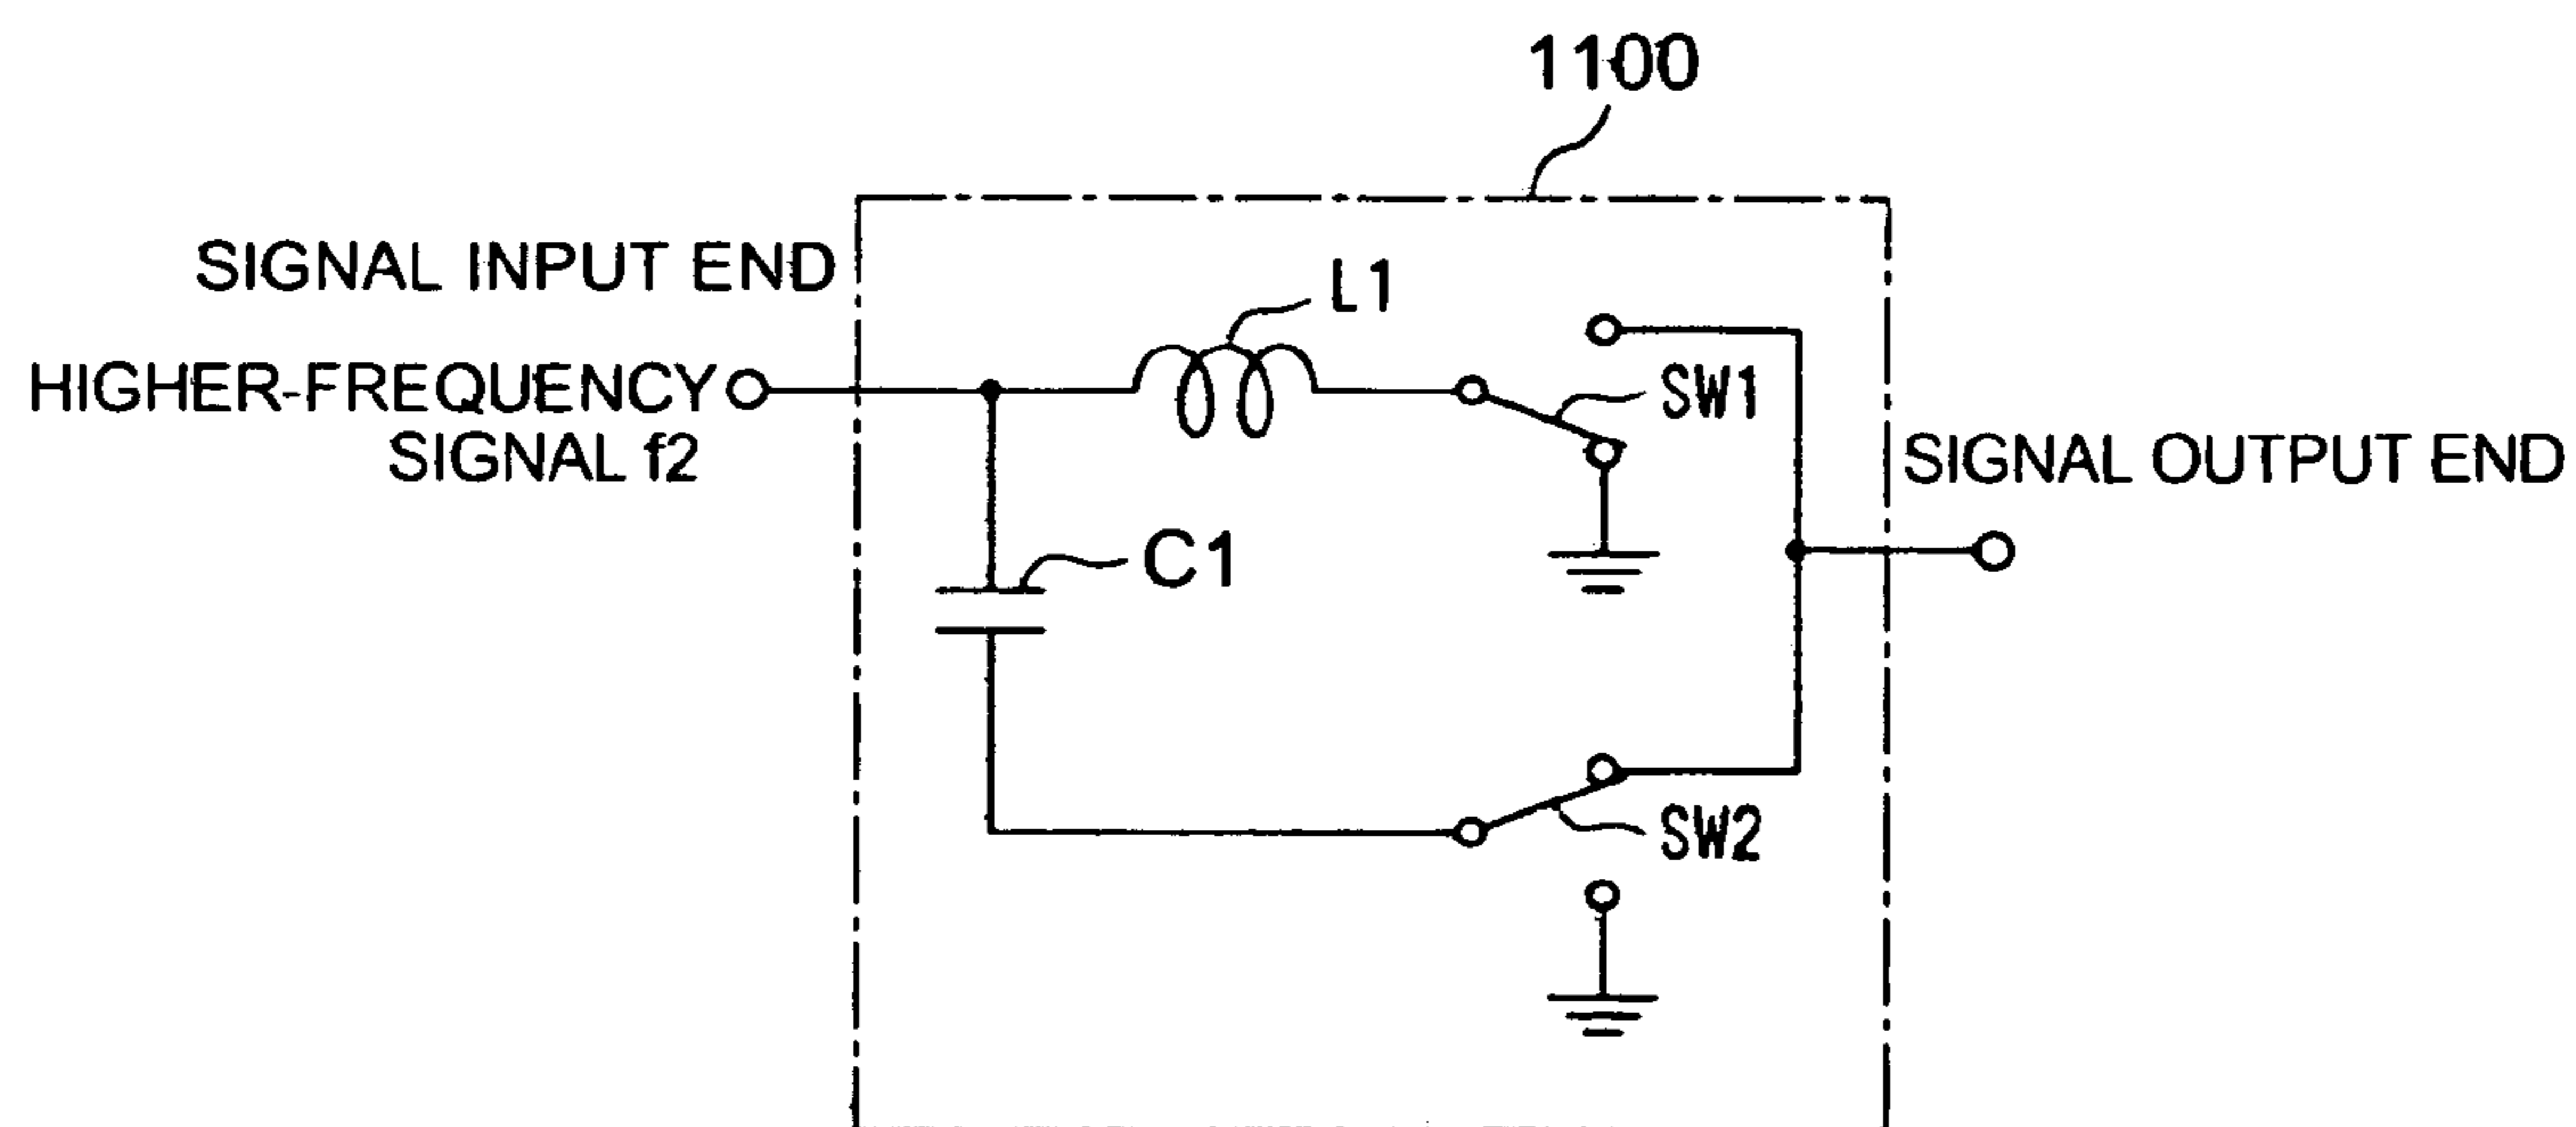 1100
SIGNAL INPUT END
L1
HIGHER-FREQUENCY
SIGNAL f2
SW1
SIGNAL OUTPUT END
C1
SW2